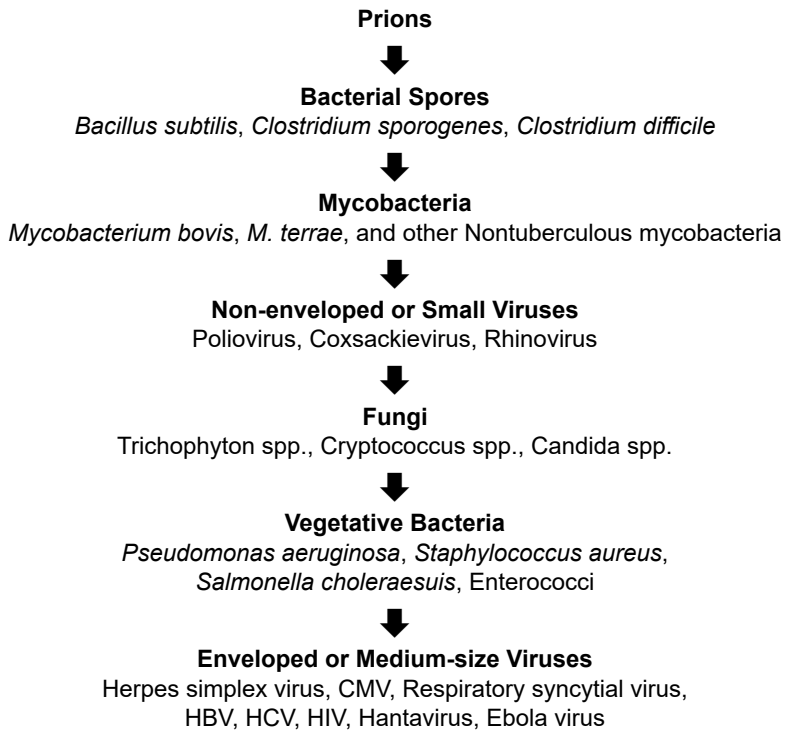 Prions
Bacterial Spores
Bacillus subtilis, Clostridium sporogenes, Clostridium difficile
Mycobacteria
Mycobacterium bovis, M. terrae, and other Nontuberculous mycobacteria
Non-enveloped or Small Viruses
Poliovirus, Coxsackievirus, Rhinovirus
Fungi
Trichophyton spp., Cryptococcus spp., Candida spp.
Vegetative Bacteria
Pseudomonas aeruginosa, Staphylococcus aureus,
Salmonella choleraesuis, Enterococci
Enveloped or Medium-size Viruses
Herpes simplex virus, CMV, Respiratory syncytial virus,
HBV, HCV, HIV, Hantavirus, Ebola virus